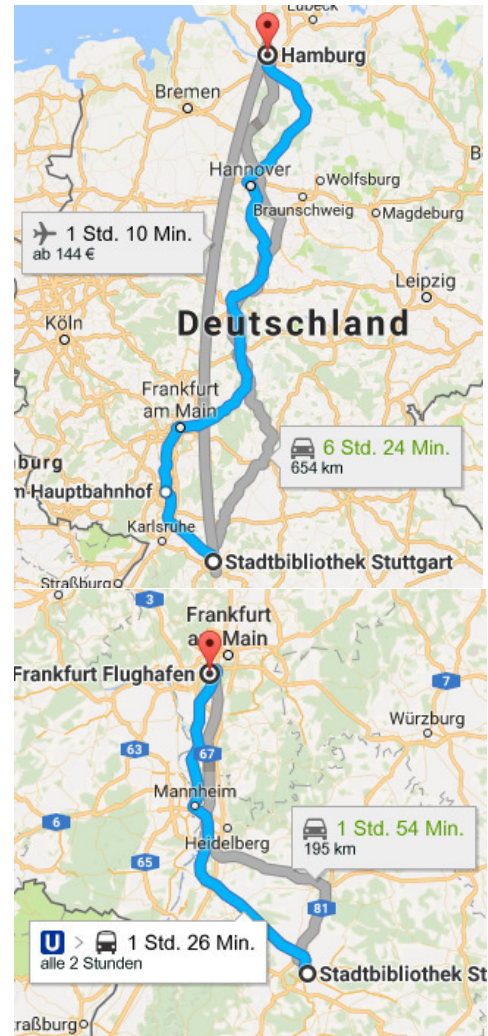 Lübeck
Hamburg
Bremen
Hannover
Wolfsburg
Braunschweig
Magdeburg
1 Std. 10 Min.
ab 144 €
Leipzig
Deutschland
Köln
Frankfurt
am Main
6 Std. 24 Min.
654 km
burg
m-Hauptbahnhof
Karlsruhe
Stadtbibliothek Stuttgart
Straßburg
3
Frankfurt
Main
Frankfurt Flughafen
7
Würzburg
63
67
Mannheim
6
Heidelberg
1 Std. 54 Min.
195 km
65
81
U > 1 Std. 26 Min.
alle 2 Stunden
Stadtbibliothek St
raßburg